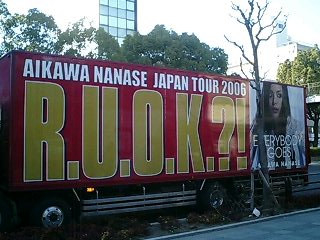 AIKAWA NANASE JAPAN TOUR 2006
R.U.O.K.?!
EVERYBODY
GOES
AIKAWA NANASE